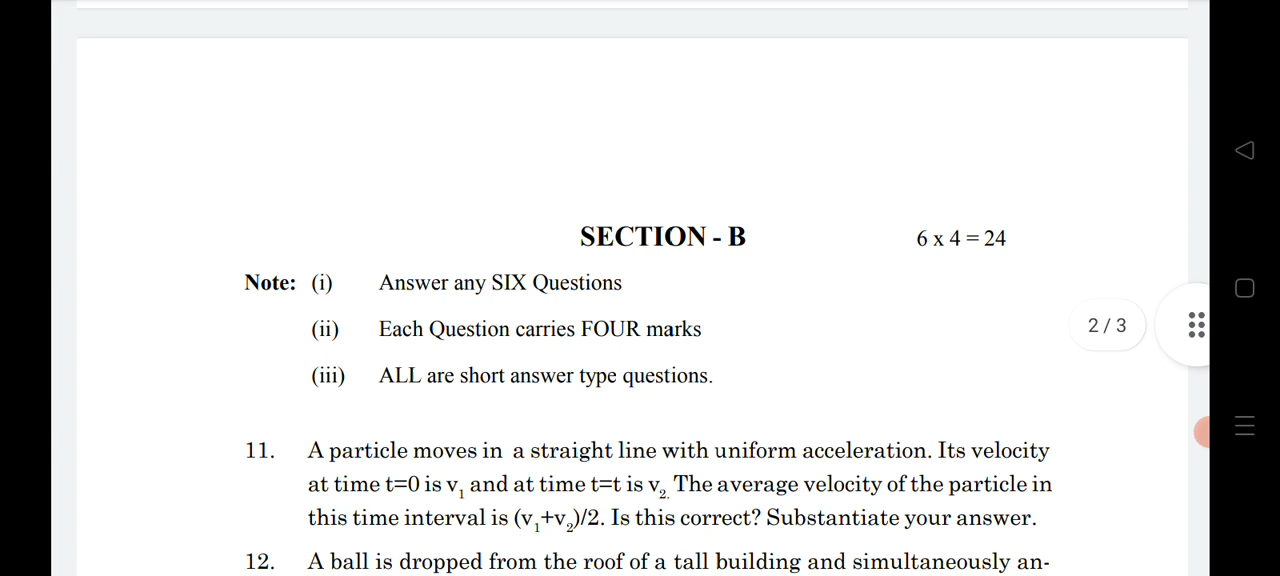 SECTION - B 6 x 4 = 24
Note: (i) Answer any SIX Questions
(ii) Each Question carries FOUR marks
(iii) ALL are short answer type questions.
2 / 3
11. A particle moves in a straight line with uniform acceleration. Its velocity
at time t=0 is v₁ and at time t=t is v₂. The average velocity of the particle in
this time interval is (v₁+v₂)/2. Is this correct? Substantiate your answer.
12. A ball is dropped from the roof of a tall building and simultaneously an-